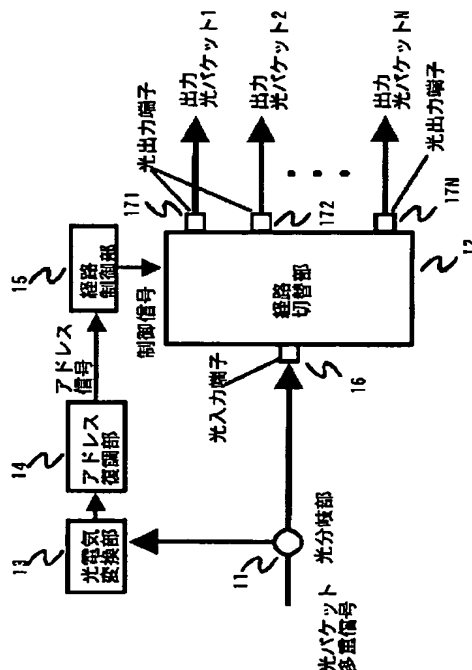 光パケット
多重信号
11
光分岐部
13
光電気
変換部
14
アドレス
復調部
アドレス
信号
15
経路
制御部
制御信号
光入力端子
16
経路
切替部
171
光出力端子
172
17N
光出力端子
出力
光パケット1
出力
光パケット2
出力
光パケットN